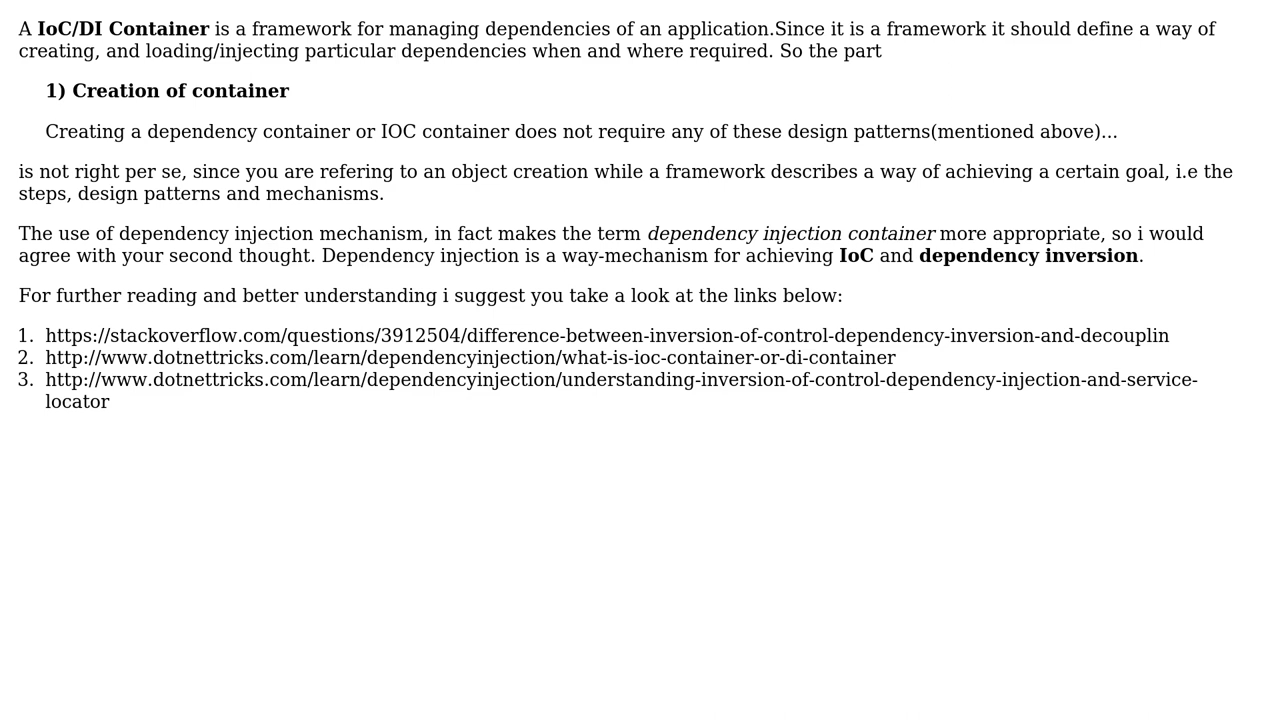 A IoC/DI Container is a framework for managing dependencies of an application.Since it is a framework it should define a way of
creating, and loading/injecting particular dependencies when and where required. So the part
1) Creation of container
Creating a dependency container or IOC container does not require any of these design patterns(mentioned above)...
is not right per se, since you are refering to an object creation while a framework describes a way of achieving a certain goal, i.e the
steps, design patterns and mechanisms.
The use of dependency injection mechanism, in fact makes the term dependency injection container more appropriate, so i would
agree with your second thought. Dependency injection is a way-mechanism for achieving IoC and dependency inversion.
For further reading and better understanding i suggest you take a look at the links below:
1. https://stackoverflow.com/questions/3912504/difference-between-inversion-of-control-dependency-inversion-and-decouplin
2. http://www.dotnettricks.com/learn/dependencyinjection/what-is-ioc-container-or-di-container
3. http://www.dotnettricks.com/learn/dependencyinjection/understanding-inversion-of-control-dependency-injection-and-service-
locator